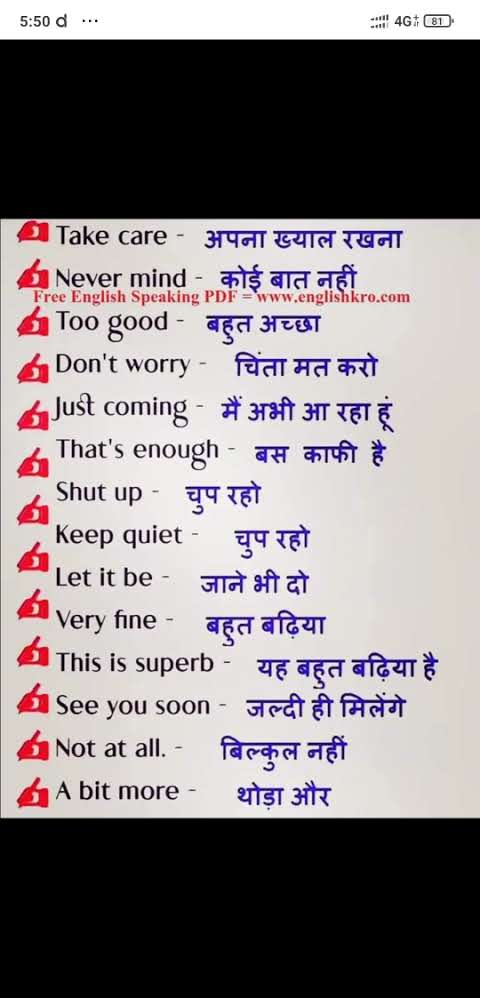 5:50 d ...
4G 81
Take care - अपना ख्याल रखना
Never mind - कोई बात नहीं
Free English Speaking PDF = www.englishkro.com
Too good - बहुत अच्छा
Don't worry - चिंता मत करो
Just coming - मैं अभी आ रहा हूं
That's enough - बस काफी है
Shut up - चुप रहो
Keep quiet - चुप रहो
Let it be - जाने भी दो
Very fine - बहुत बढ़िया
This is superb - यह बहुत बढ़िया है
See you soon - जल्दी ही मिलेंगे
Not at all. - बिल्कुल नहीं
A bit more - थोड़ा और